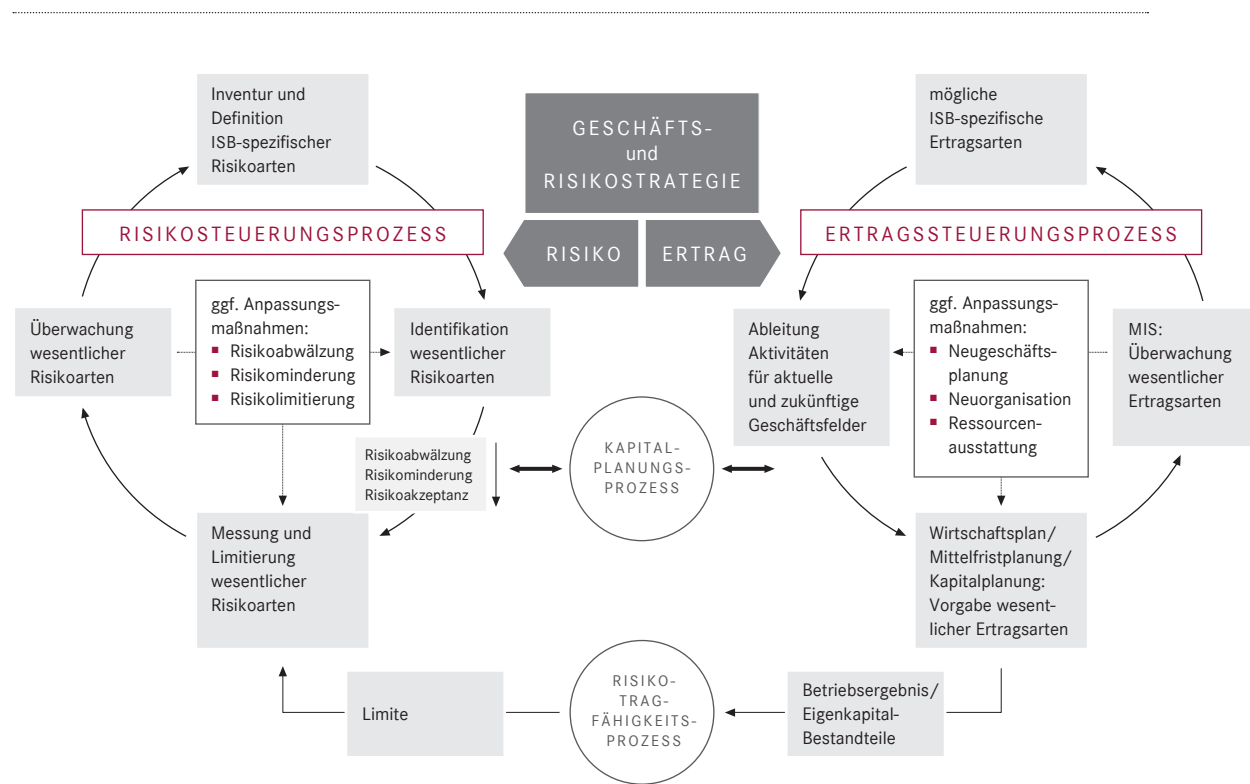 Inventur und
Definition
ISB-spezifischer
Risikoarten
GESCHÄFTS-
und
RISIKOSTRATEGIE
mögliche
ISB-spezifische
Ertragsarten
RISIKOSTEUERUNGSPROZESS
RISIKO
ERTRAG
ERTRAGSSTEUERUNGSPROZESS
Überwachung
wesentlicher
Risikoarten
ggf. Anpassungs-
maßnahmen:
▪ Risikoabwälzung
▪ Risikominderung
▪ Risikolimitierung
Identifikation
wesentlicher
Risikoarten
Ableitung
Aktivitäten
für aktuelle
und zukünftige
Geschäftsfelder
ggf. Anpassungs-
maßnahmen:
▪ Neugeschäfts-
planung
▪ Neuorganisation
▪ Ressourcen-
ausstattung
MIS:
Überwachung
wesentlicher
Ertragsarten
Risikoabwälzung
Risikominderung
Risikoakzeptanz
KAPITAL-
PLANUNGS-
PROZESS
Messung und
Limitierung
wesentlicher
Risikoarten
Wirtschaftsplan/
Mittelfristplanung/
Kapitalplanung:
Vorgabe wesent-
licher Ertragsarten
Limite
RISIKO-
TRAG-
FÄHIGKEITS-
PROZESS
Betriebsergebnis/
Eigenkapital-
Bestandteile